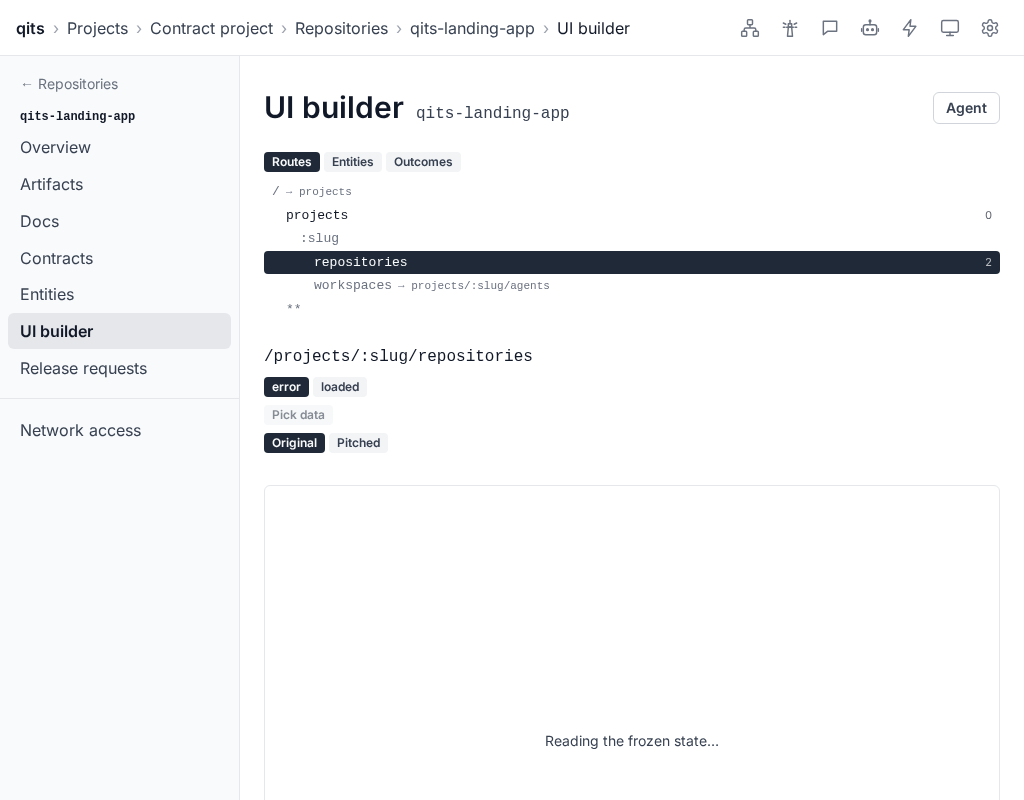 qits › Projects › Contract project › Repositories › qits-landing-app › UI builder
← Repositories
qits-landing-app
Overview
Artifacts
Docs
Contracts
Entities
UI builder
Release requests
Network access
UI builder qits-landing-app
Agent
Routes Entities Outcomes
/ → projects
projects 0
:slug
repositories 2
workspaces → projects/:slug/agents
**
/projects/:slug/repositories
error loaded
Pick data
Original Pitched
Reading the frozen state…